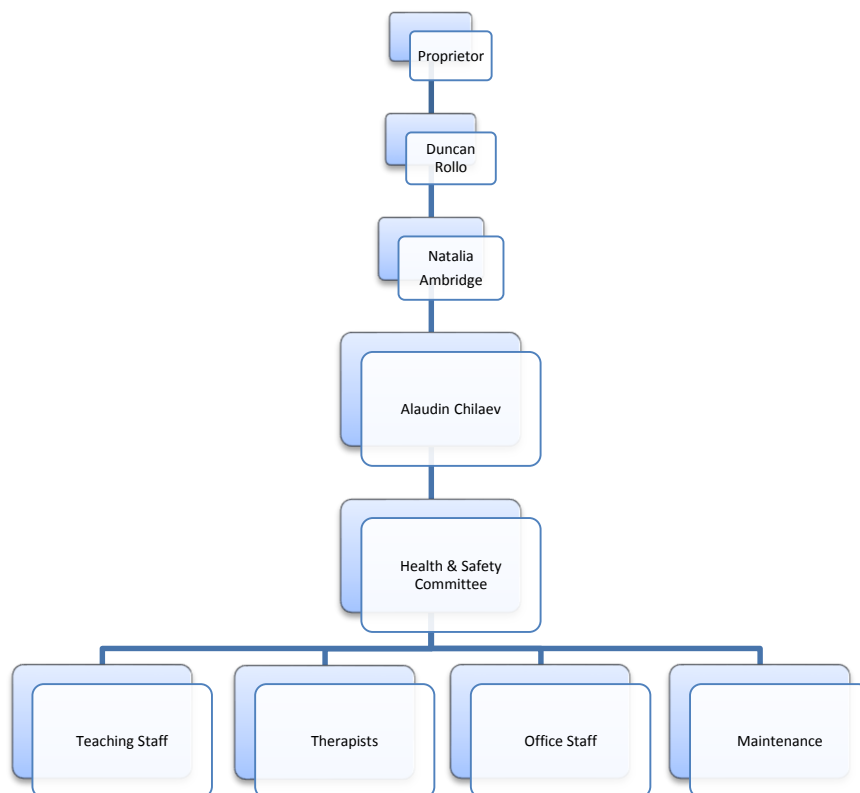 Proprietor
Duncan
Rollo
Natalia
Ambridge
Alaudin Chilaev
Health & Safety
Committee
Teaching Staff
Therapists
Office Staff
Maintenance